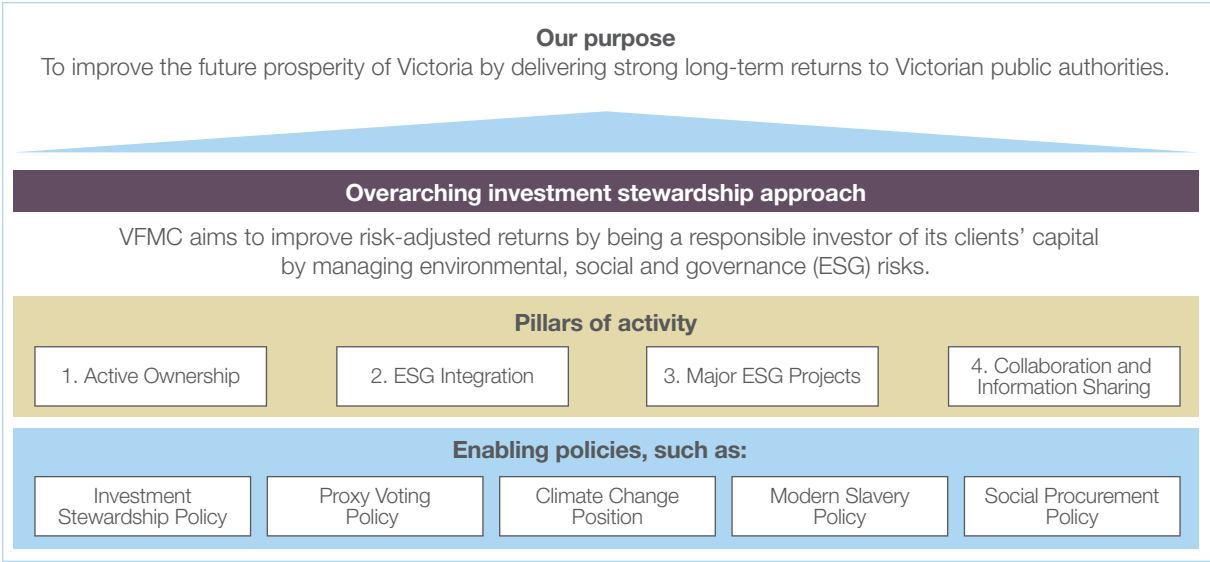 Our purpose
To improve the future prosperity of Victoria by delivering strong long-term returns to Victorian public authorities.
Overarching investment stewardship approach
VFMC aims to improve risk-adjusted returns by being a responsible investor of its clients’ capital
by managing environmental, social and governance (ESG) risks.
Pillars of activity
1. Active Ownership
2. ESG Integration
3. Major ESG Projects
4. Collaboration and
Information Sharing
Enabling policies, such as:
Investment
Stewardship Policy
Proxy Voting
Policy
Climate Change
Position
Modern Slavery
Policy
Social Procurement
Policy